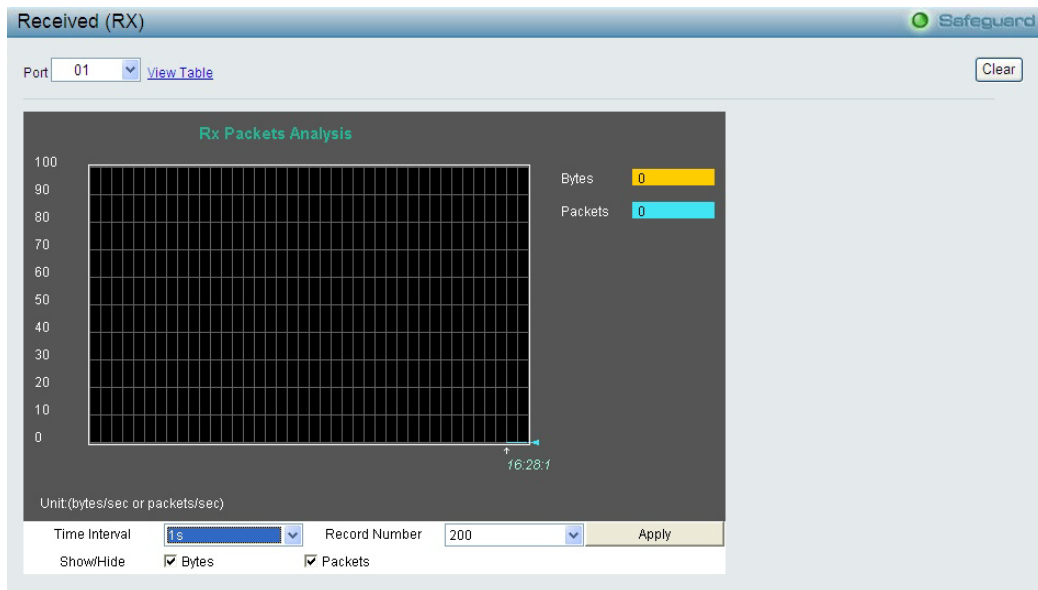 Received (RX)
Safeguard
Port 01 View Table
Clear
Rx Packets Analysis
100
90
80
70
60
50
40
30
20
10
0
Bytes 0
Packets 0
16:28:1
Unit:(bytes/sec or packets/sec)
Time Interval 1s Record Number 200 Apply
Show/Hide Bytes Packets